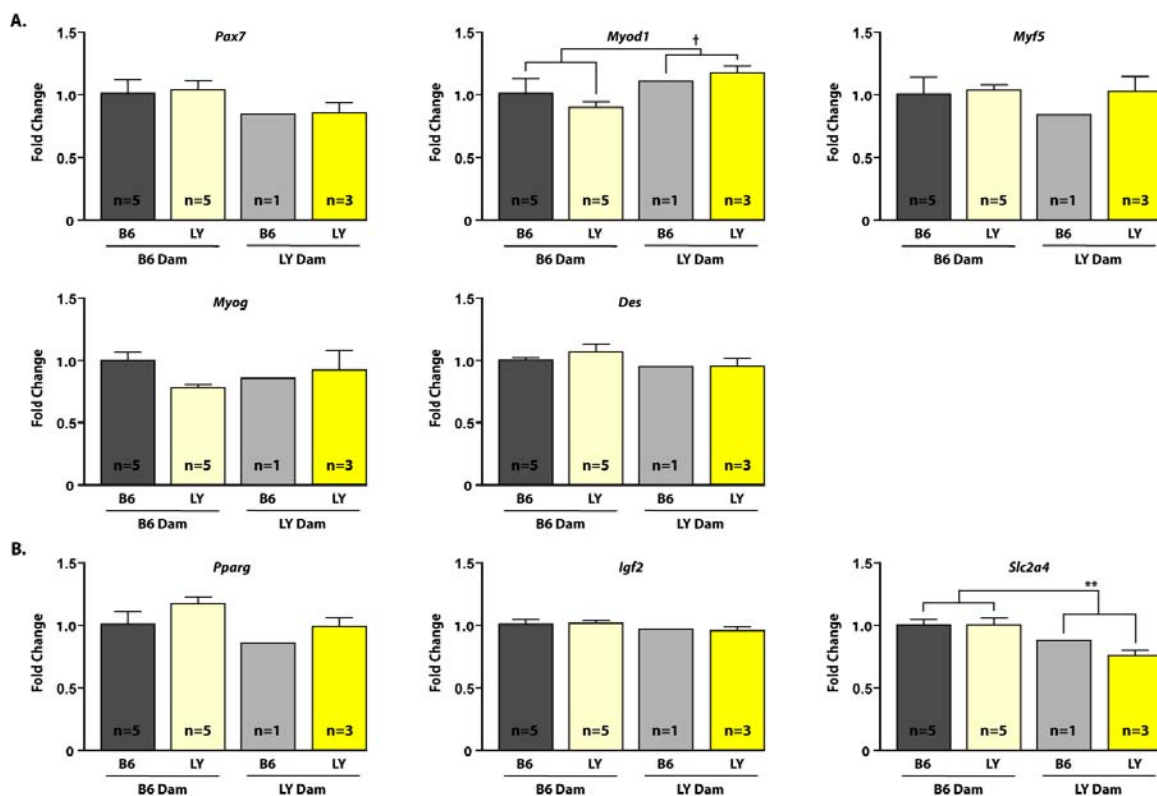 A.
Pax7
Fold Change
1.5
1.0
0.5
0
n=5 n=5 n=1 n=3
B6 LY B6 LY
B6 Dam LY Dam
Myod1
†
Fold Change
1.5
1.0
0.5
0
n=5 n=5 n=1 n=3
B6 LY B6 LY
B6 Dam LY Dam
Myf5
Fold Change
1.5
1.0
0.5
0
n=5 n=5 n=1 n=3
B6 LY B6 LY
B6 Dam LY Dam
Myog
Fold Change
1.5
1.0
0.5
0
n=5 n=5 n=1 n=3
B6 LY B6 LY
B6 Dam LY Dam
Des
Fold Change
1.5
1.0
0.5
0
n=5 n=5 n=1 n=3
B6 LY B6 LY
B6 Dam LY Dam
B.
Pparg
Fold Change
1.5
1.0
0.5
0
n=5 n=5 n=1 n=3
B6 LY B6 LY
B6 Dam LY Dam
Igf2
Fold Change
1.5
1.0
0.5
0
n=5 n=5 n=1 n=3
B6 LY B6 LY
B6 Dam LY Dam
Slc2a4
**
Fold Change
1.5
1.0
0.5
0
n=5 n=5 n=1 n=3
B6 LY B6 LY
B6 Dam LY Dam